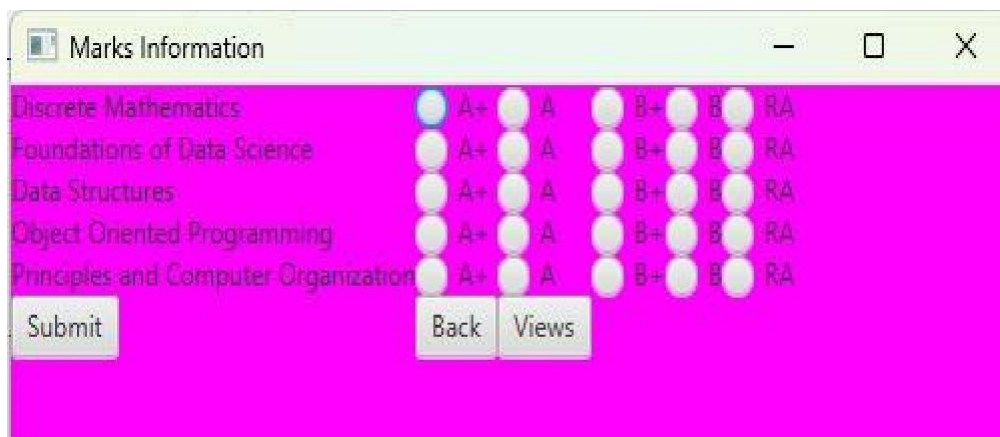 Marks Information
Discrete Mathematics A+ A B+ B RA
Foundations of Data Science A+ A B+ B RA
Data Structures A+ A B+ B RA
Object Oriented Programming A+ A B+ B RA
Principles and Computer Organization A+ A B+ B RA
Submit Back Views